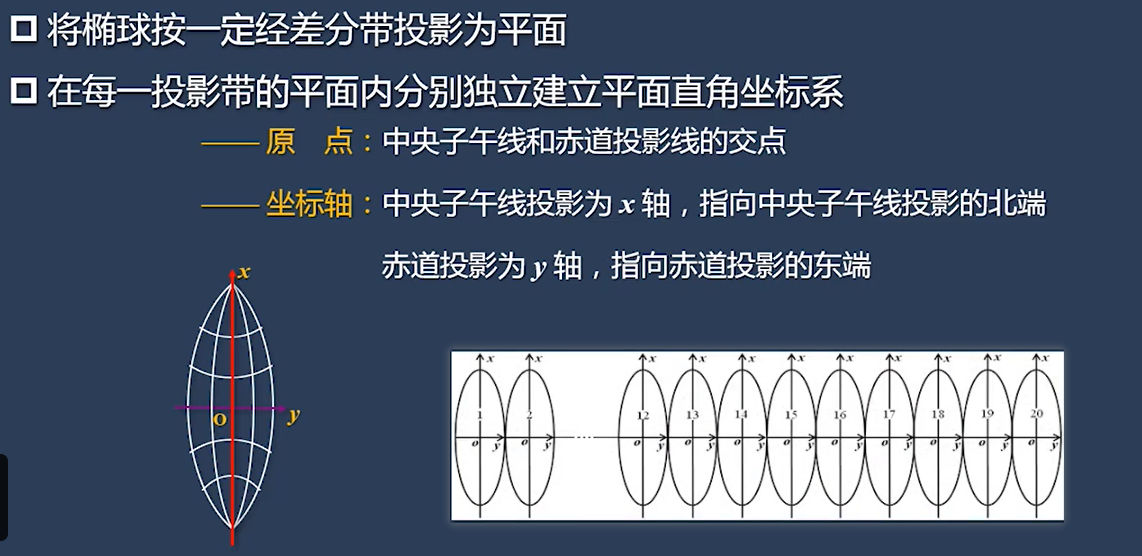 将椭球按一定经差分带投影为平面
在每一投影带的平面内分别独立建立平面直角坐标系
—— 原 点：中央子午线和赤道投影线的交点
—— 坐标轴：中央子午线投影为 x 轴，指向中央子午线投影的北端
赤道投影为 y 轴，指向赤道投影的东端
x
O
y
x x x x x x x x x x x
1 2 12 13 14 15 16 17 18 19 20
o y o y ...... o y o y o y o y o y o y o y o y o y